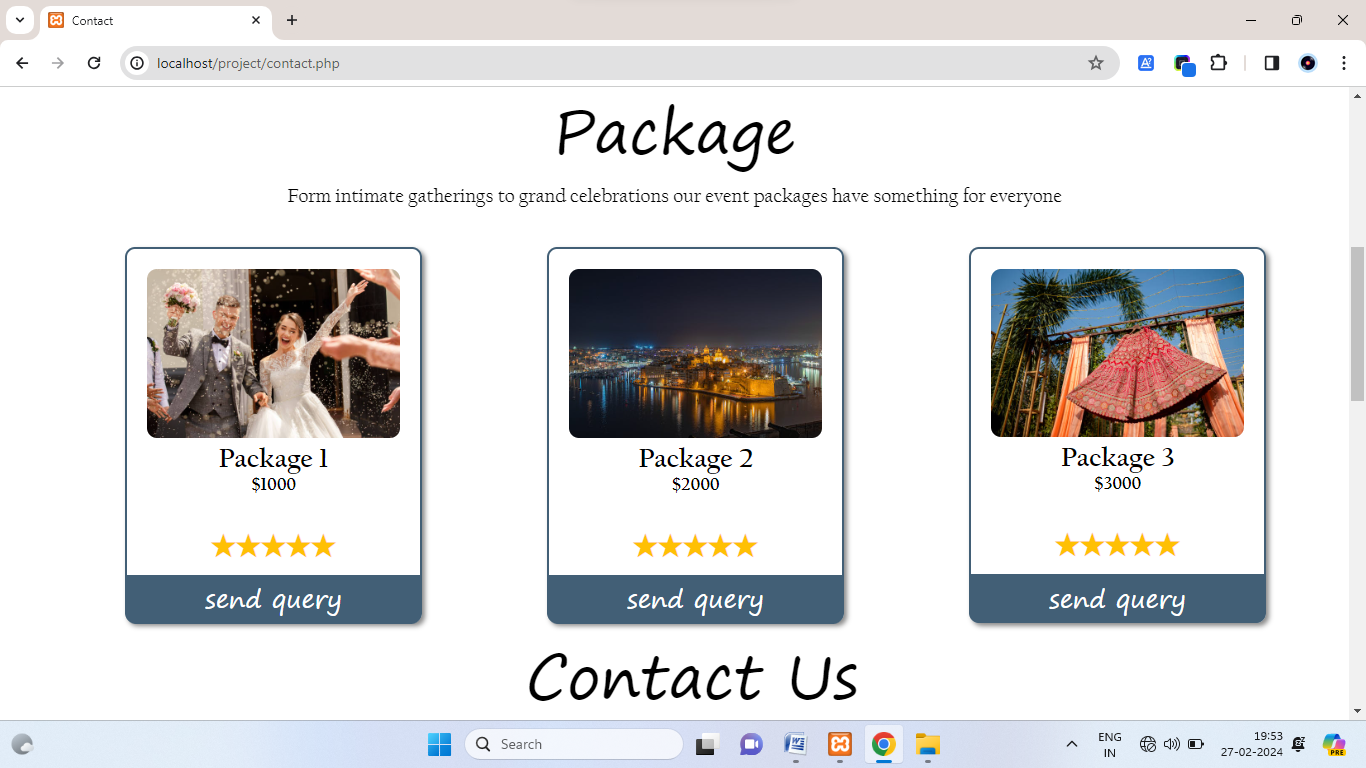 Contact
localhost/project/contact.php
Package
Form intimate gatherings to grand celebrations our event packages have something for everyone
Package 1
$1000
★★★★★
send query
Package 2
$2000
★★★★★
send query
Package 3
$3000
★★★★★
send query
Contact Us
Search
ENG
IN
19:53
27-02-2024
PRE